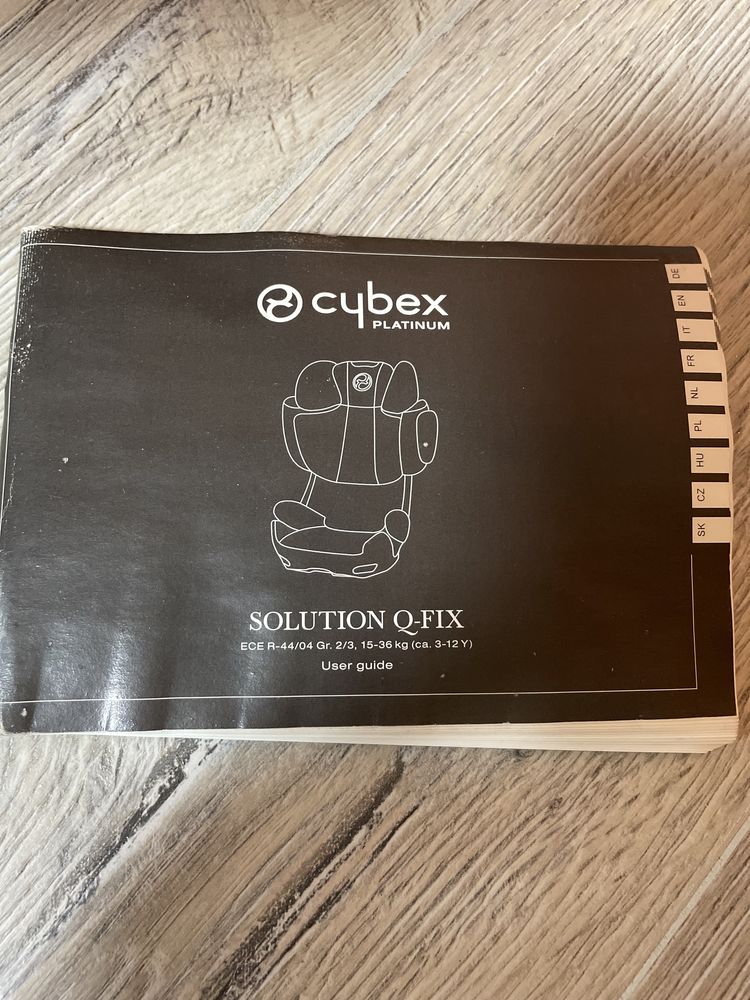 cybex
PLATINUM
SOLUTION Q-FIX
ECE R-44/04 Gr. 2/3, 15-36 kg (ca. 3-12 Y)
User guide
DE
EN
IT
FR
NL
PL
HU
CZ
SK